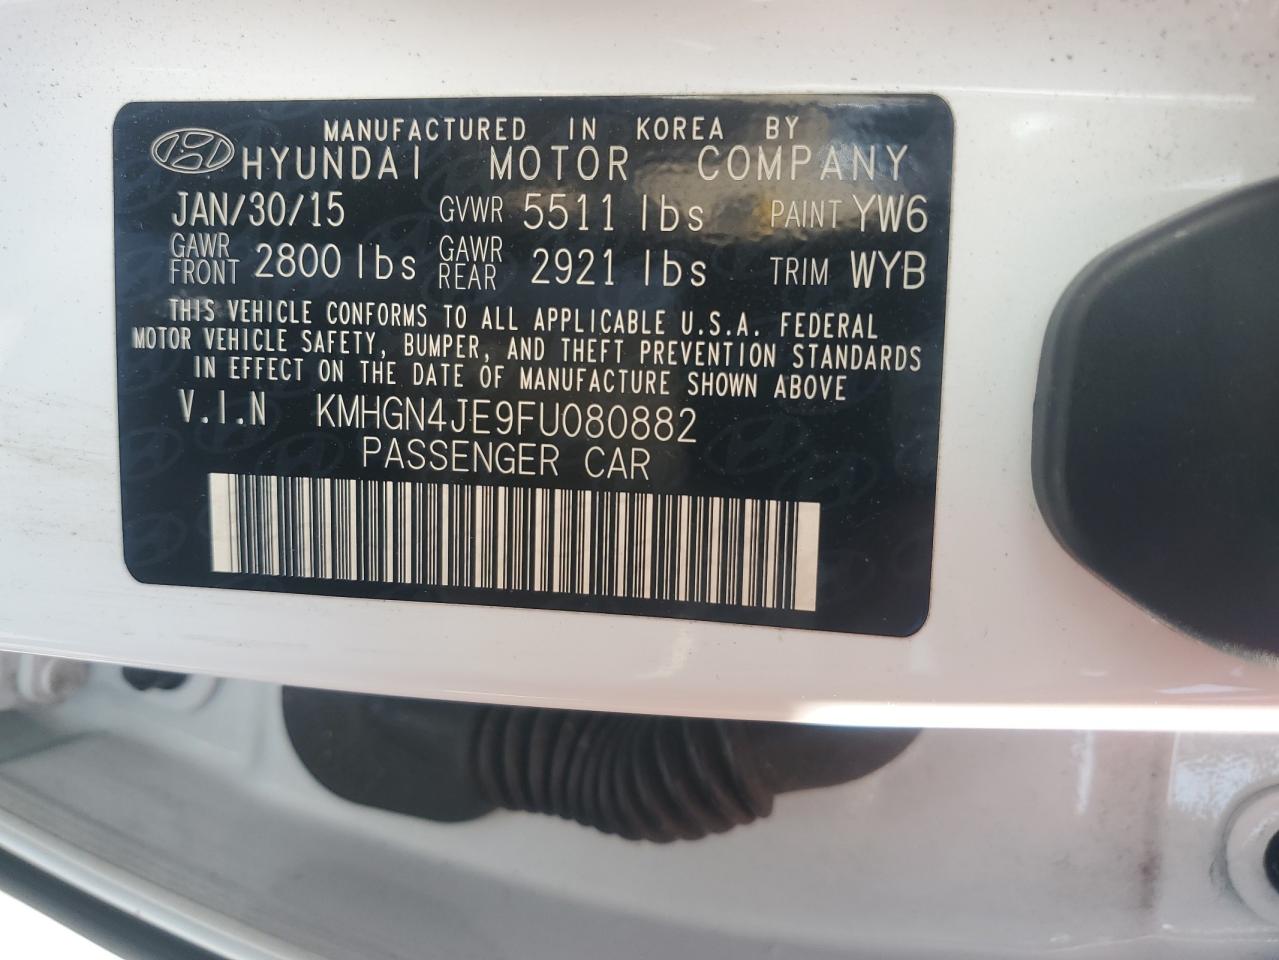 MANUFACTURED IN KOREA BY
HYUNDAI MOTOR COMPANY
JAN/30/15 GVWR 5511 lbs PAINT YW6
GAWR FRONT 2800 lbs GAWR REAR 2921 lbs TRIM WYB
THIS VEHICLE CONFORMS TO ALL APPLICABLE U.S.A. FEDERAL
MOTOR VEHICLE SAFETY, BUMPER, AND THEFT PREVENTION STANDARDS
IN EFFECT ON THE DATE OF MANUFACTURE SHOWN ABOVE
V.I.N KMHGN4JE9FU080882
PASSENGER CAR